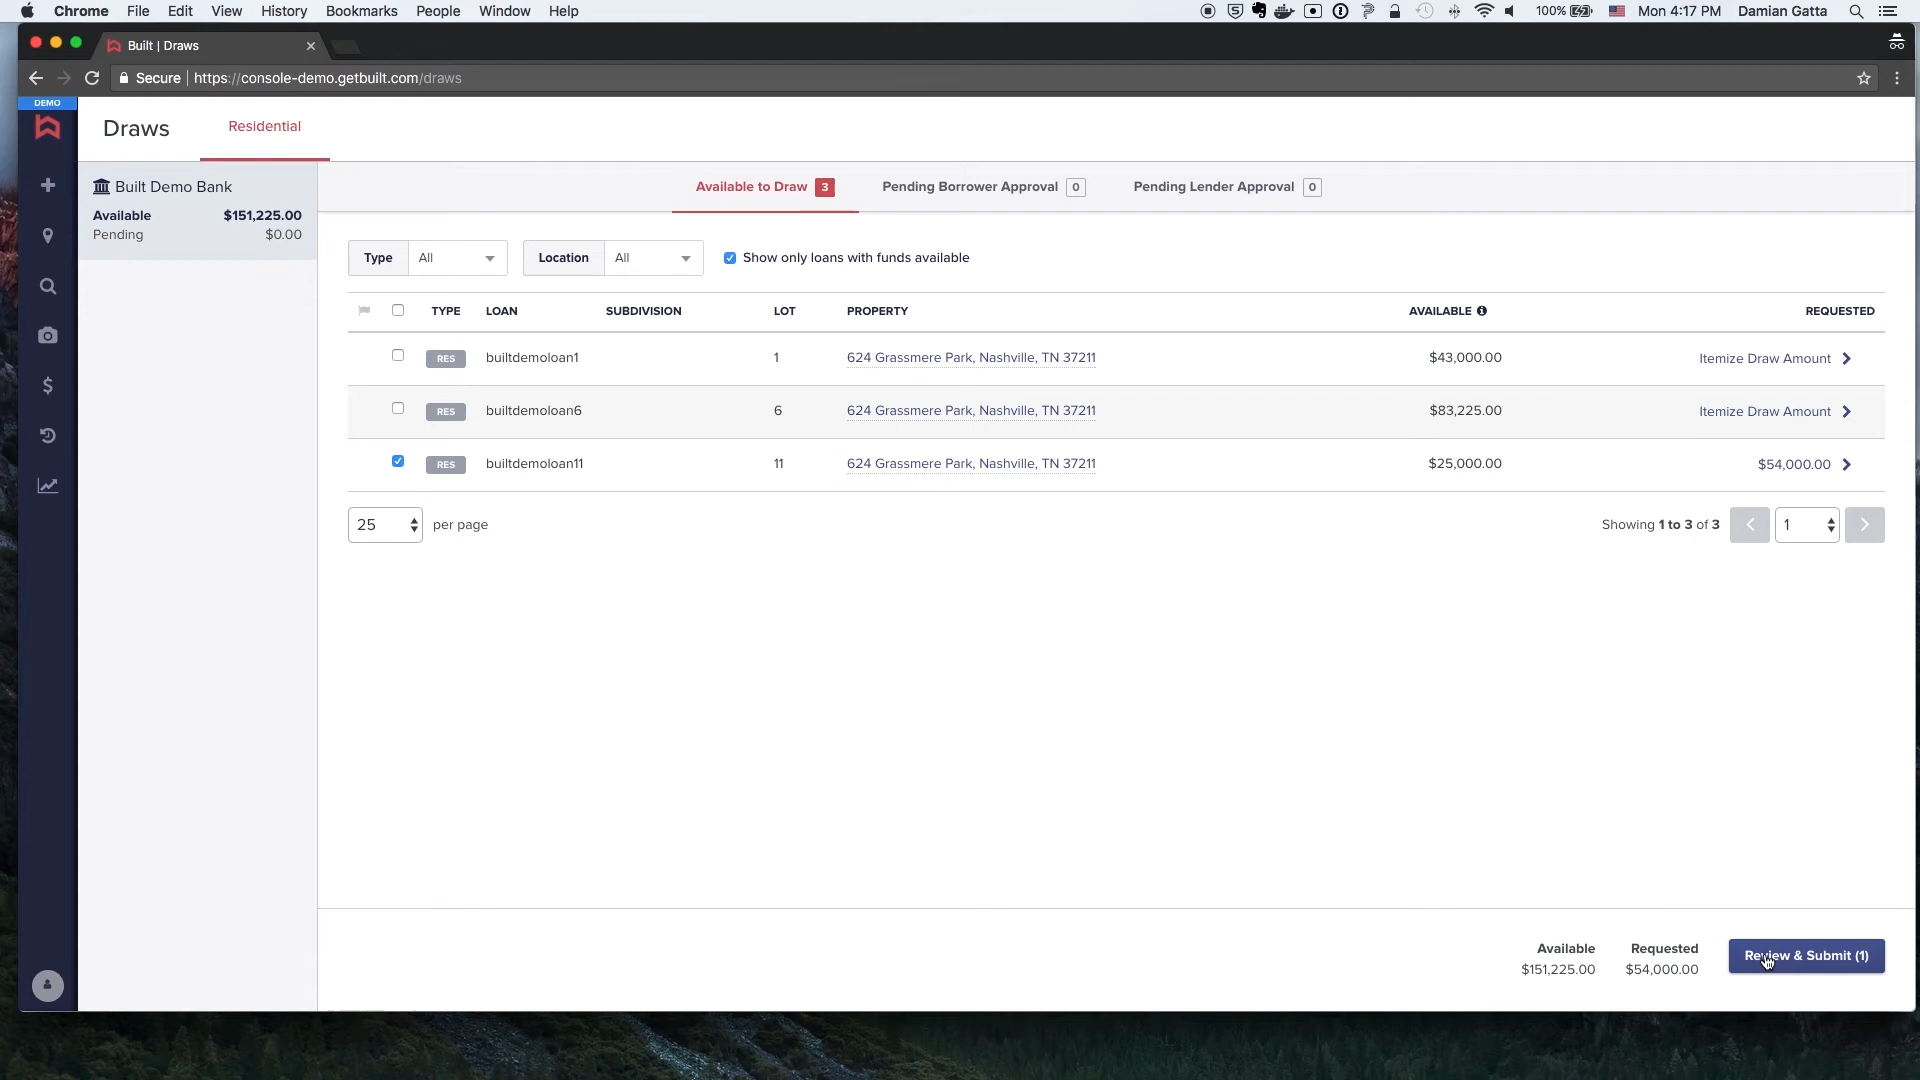 Chrome File Edit View History Bookmarks People Window Help 100% Mon 4:17 PM Damian Gatta
Built | Draws
Secure https://console-demo.getbuilt.com/draws
DEMO
Draws Residential
Built Demo Bank
Available $151,225.00
Pending $0.00
Available to Draw 3 Pending Borrower Approval 0 Pending Lender Approval 0
Type All Location All Show only loans with funds available
TYPE LOAN SUBDIVISION LOT PROPERTY AVAILABLE REQUESTED
RES builtdemoloan1 1 624 Grassmere Park, Nashville, TN 37211 $43,000.00 Itemize Draw Amount
RES builtdemoloan6 6 624 Grassmere Park, Nashville, TN 37211 $83,225.00 Itemize Draw Amount
RES builtdemoloan11 11 624 Grassmere Park, Nashville, TN 37211 $25,000.00 $54,000.00
25 per page Showing 1 to 3 of 3 1
Available Requested
$151,225.00 $54,000.00
Review & Submit (1)